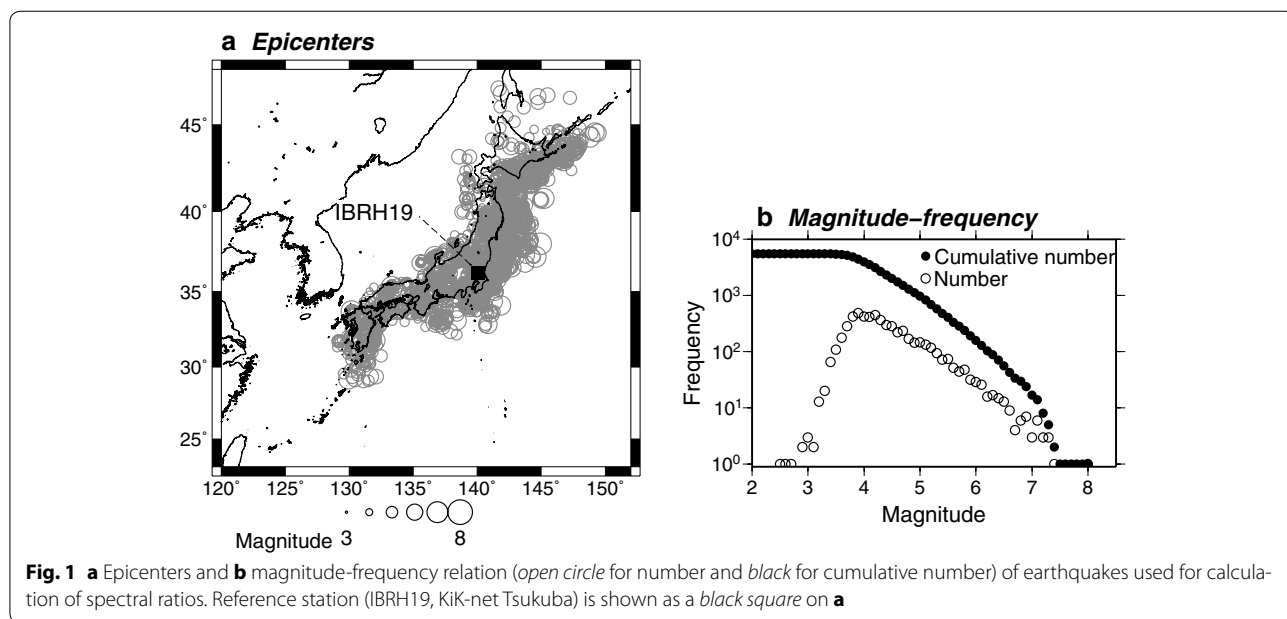 a Epicenters
45°
40°
35°
30°
25°
IBRH19
120 125° 130° 135° 140° 145° 150°
Magnitude 3 8
b Magnitude–frequency
Frequency
10⁴
10³
10²
10¹
10⁰
Cumulative number
Number
2 3 4 5 6 7 8
Magnitude
Fig. 1 a Epicenters and b magnitude-frequency relation (open circle for number and black for cumulative number) of earthquakes used for calcula-
tion of spectral ratios. Reference station (IBRH19, KiK-net Tsukuba) is shown as a black square on a